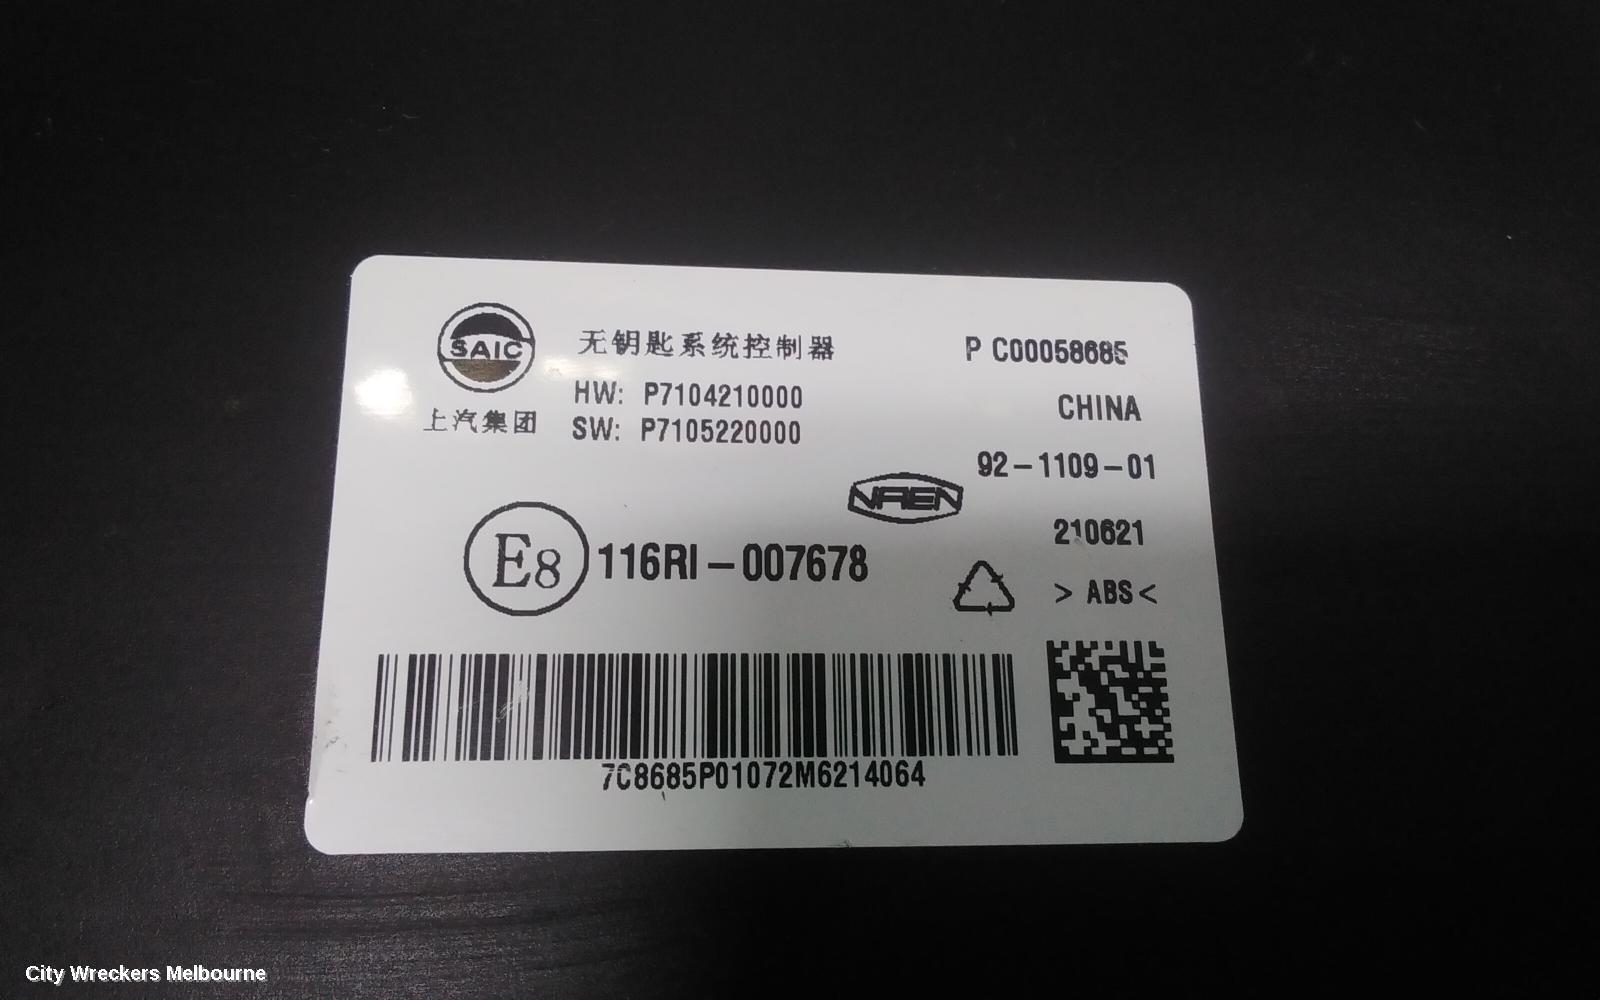 SAIC
上汽集团
无钥匙系统控制器
HW: P7104210000
SW: P7105220000
P C00058685
CHINA
92-1109-01
NAEN
210621
E8 116RI-007678
> ABS <
7C8685P01072M6214064
City Wreckers Melbourne